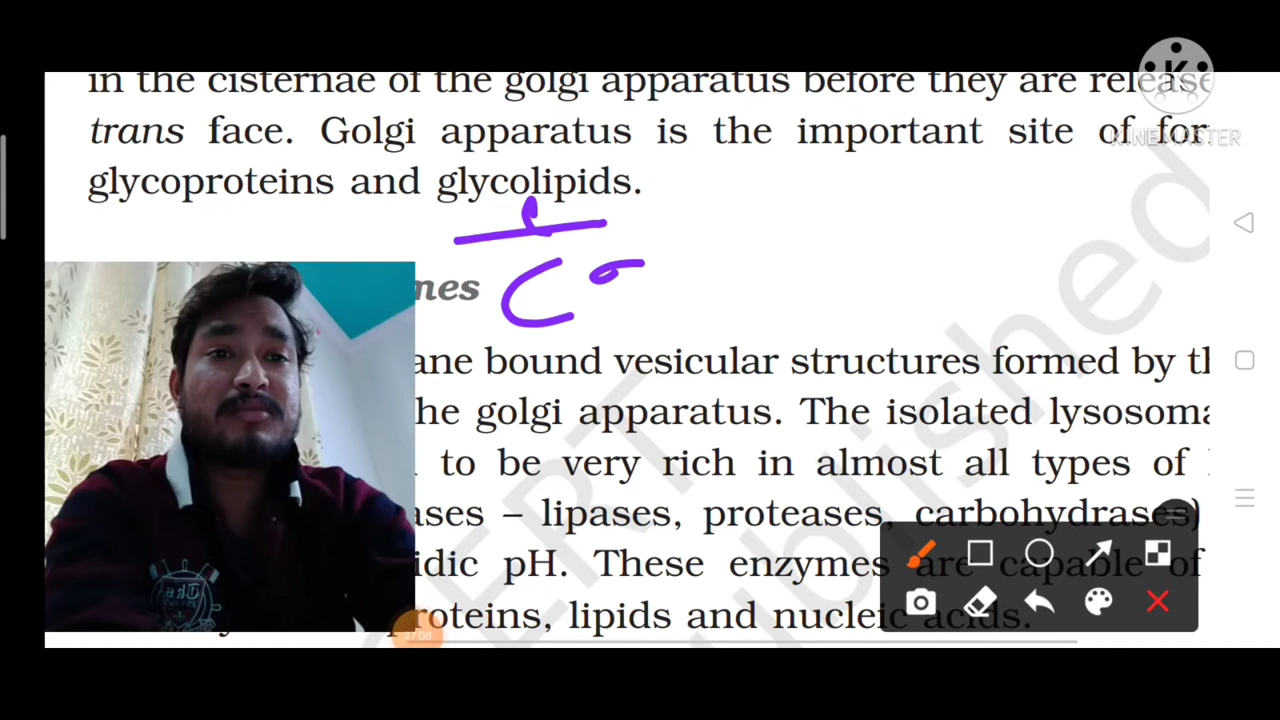 in the cisternae of the golgi apparatus before they are release
trans face. Golgi apparatus is the important site of for
KINEMASTER
glycoproteins and glycolipids.
mes
ane bound vesicular structures formed by th
he golgi apparatus. The isolated lysosoma
to be very rich in almost all types of
ases – lipases, proteases, carbohydrases)
idic pH. These enzymes are capable of
roteins, lipids and nucleic acids.
27:08